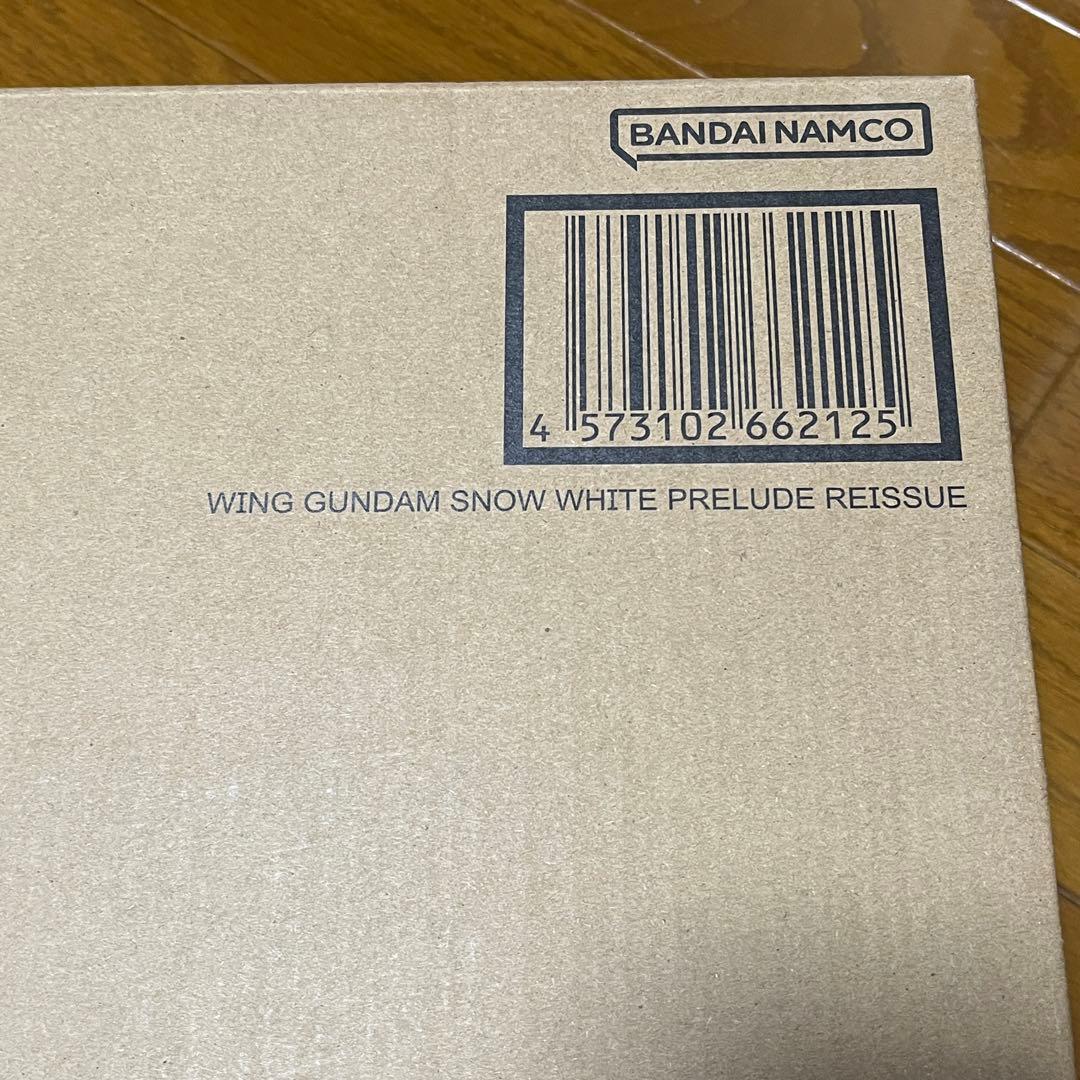 BANDAI NAMCO
4 573102 662125
WING GUNDAM SNOW WHITE PRELUDE REISSUE